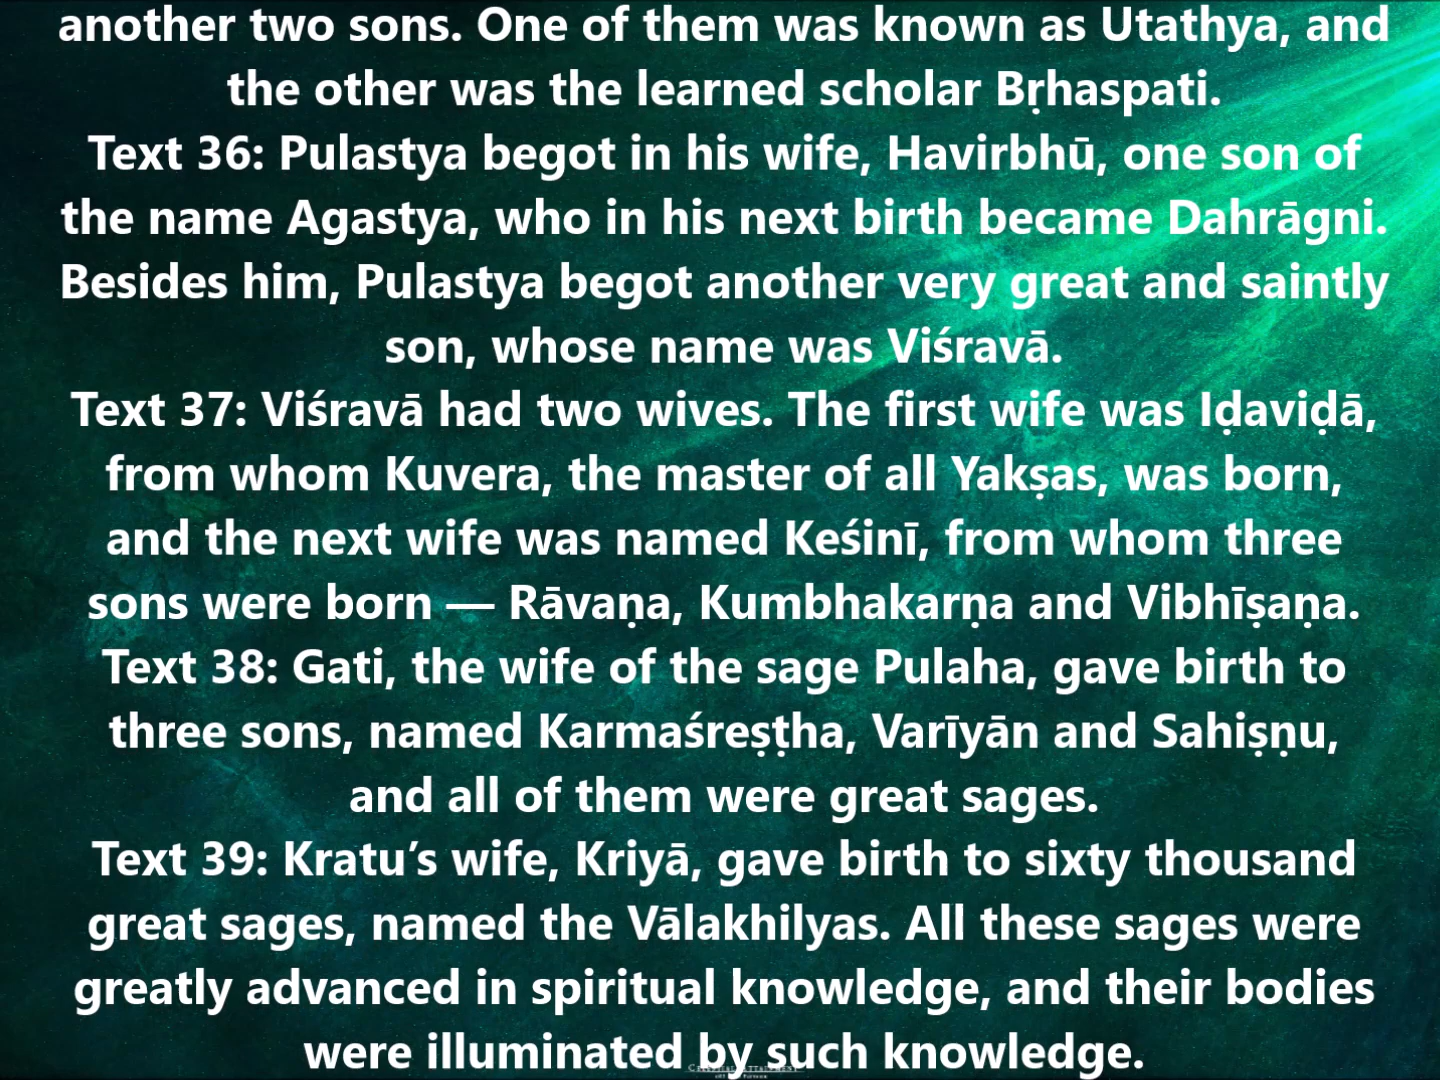 another two sons. One of them was known as Utathya, and
the other was the learned scholar Bṛhaspati.
Text 36: Pulastya begot in his wife, Havirbhū, one son of
the name Agastya, who in his next birth became Dahrāgni.
Besides him, Pulastya begot another very great and saintly
son, whose name was Viśravā.
Text 37: Viśravā had two wives. The first wife was Iḍaviḍā,
from whom Kuvera, the master of all Yakṣas, was born,
and the next wife was named Keśinī, from whom three
sons were born — Rāvaṇa, Kumbhakarṇa and Vibhīṣaṇa.
Text 38: Gati, the wife of the sage Pulaha, gave birth to
three sons, named Karmaśreṣṭha, Varīyān and Sahiṣṇu,
and all of them were great sages.
Text 39: Kratu’s wife, Kriyā, gave birth to sixty thousand
great sages, named the Vālakhilyas. All these sages were
greatly advanced in spiritual knowledge, and their bodies
were illuminated by such knowledge.